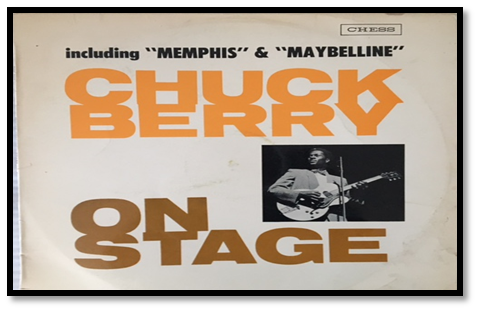 CHESS
including "MEMPHIS" & "MAYBELLINE"
CHUCK
BERRY
ON
STAGE